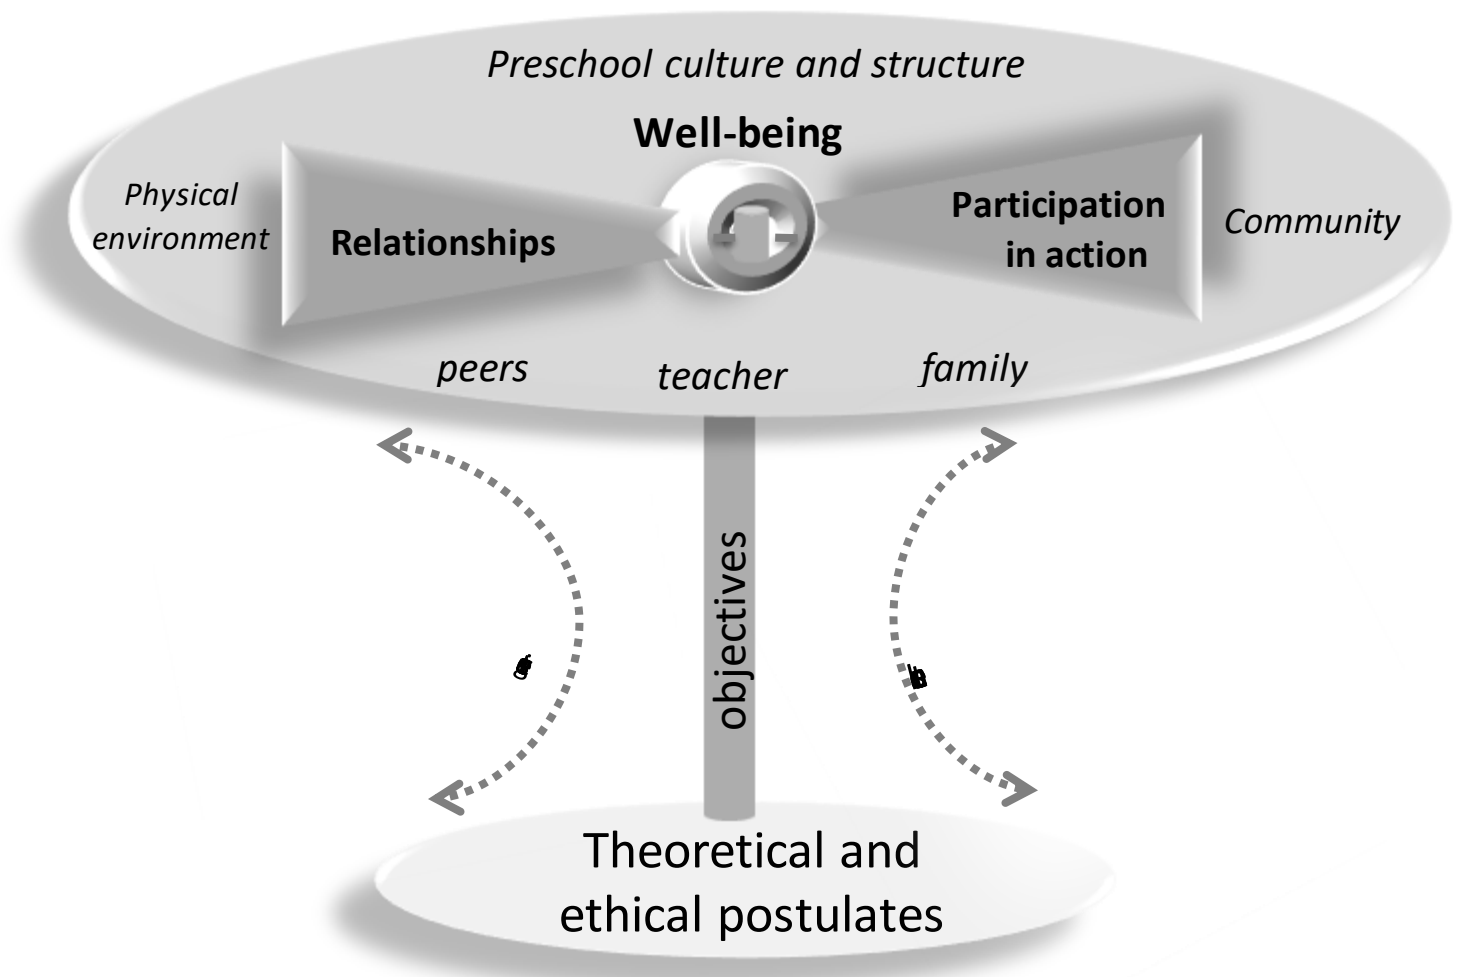 Preschool culture and structure
Well-being
Physical
environment
Relationships
Participation
in action
Community
peers
teacher
family
objectives
Theoretical and
ethical postulates